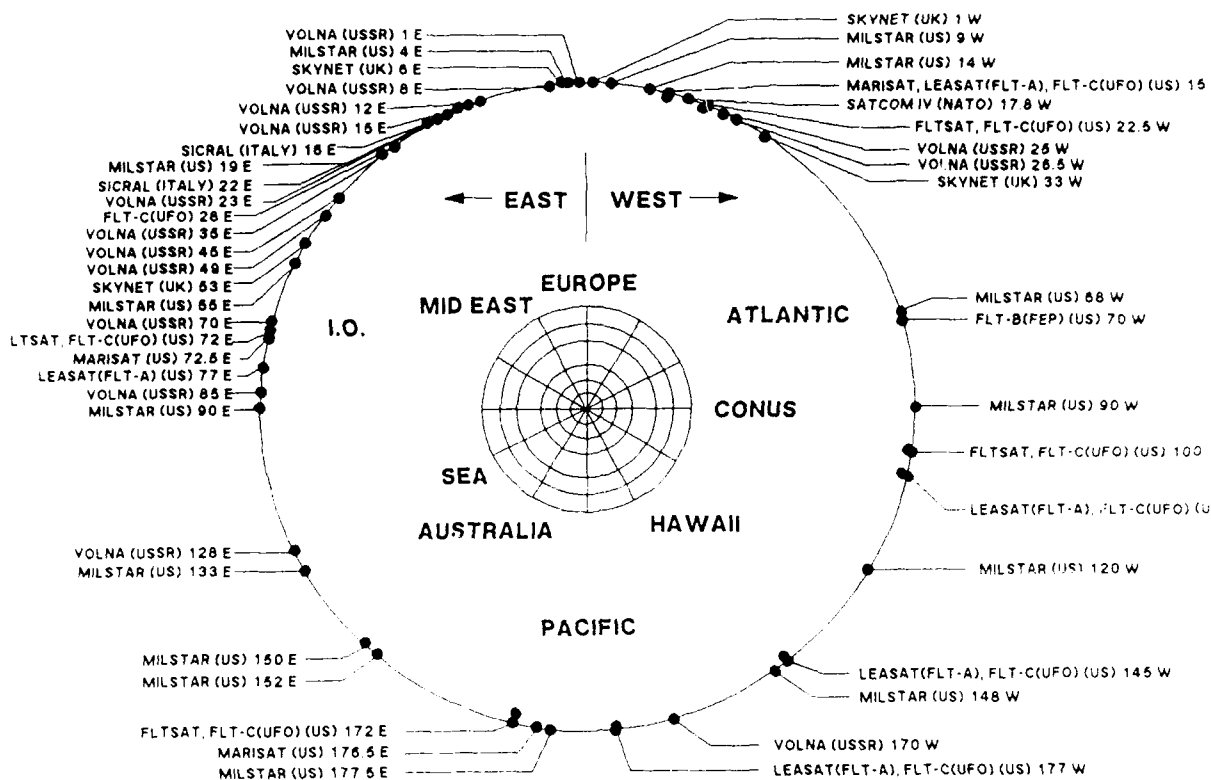 VOLNA (USSR) 1 E
MILSTAR (US) 4 E
SKYNET (UK) 6 E
VOLNA (USSR) 8 E
VOLNA (USSR) 12 E
VOLNA (USSR) 15 E
SICRAL (ITALY) 16 E
MILSTAR (US) 19 E
SICRAL (ITALY) 22 E
VOLNA (USSR) 23 E
FLT-C(UFO) 28 E
VOLNA (USSR) 35 E
VOLNA (USSR) 45 E
VOLNA (USSR) 49 E
SKYNET (UK) 53 E
MILSTAR (US) 55 E
VOLNA (USSR) 70 E
LTSAT, FLT-C(UFO) (US) 72 E
MARISAT (US) 72.5 E
LEASAT(FLT-A) (US) 77 E
VOLNA (USSR) 85 E
MILSTAR (US) 90 E
VOLNA (USSR) 128 E
MILSTAR (US) 133 E
MILSTAR (US) 150 E
MILSTAR (US) 152 E
FLTSAT, FLT-C(UFO) (US) 172 E
MARISAT (US) 176.5 E
MILSTAR (US) 177.5 E
SKYNET (UK) 1 W
MILSTAR (US) 9 W
MILSTAR (US) 14 W
MARISAT, LEASAT(FLT-A), FLT-C(UFO) (US) 15
SATCOM IV (NATO) 17.8 W
FLTSAT, FLT-C(UFO) (US) 22.5 W
VOLNA (USSR) 25 W
VOLNA (USSR) 26.5 W
SKYNET (UK) 33 W
MILSTAR (US) 68 W
FLT-B(FEP) (US) 70 W
MILSTAR (US) 90 W
FLTSAT, FLT-C(UFO) (US) 100
LEASAT(FLT-A), FLT-C(UFO) (U
MILSTAR (US) 120 W
LEASAT(FLT-A), FLT-C(UFO) (US) 145 W
MILSTAR (US) 148 W
VOLNA (USSR) 170 W
LEASAT(FLT-A), FLT-C(UFO) (US) 177 W
EAST WEST
EUROPE
MID EAST
ATLANTIC
I.O.
CONUS
SEA
AUSTRALIA
HAWAII
PACIFIC